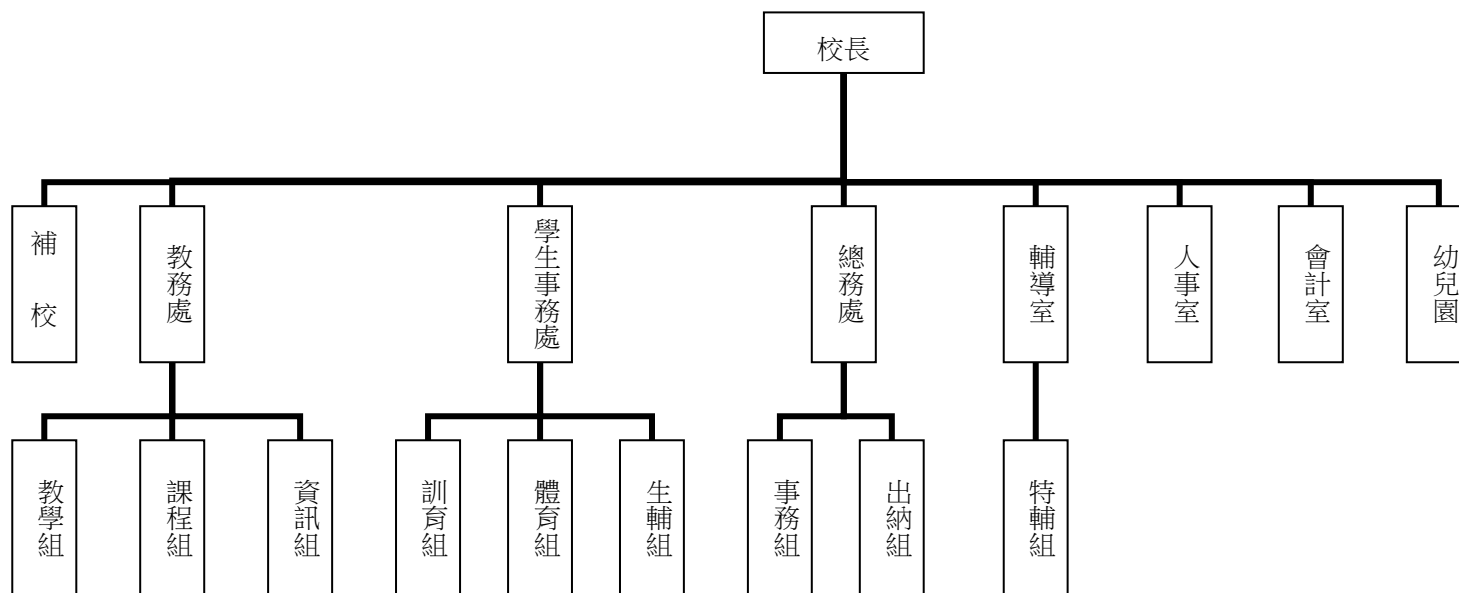 校長
補校
教務處
學生事務處
總務處
輔導室
人事室
會計室
幼兒園
教學組
課程組
資訊組
訓育組
體育組
生輔組
事務組
出納組
特輔組